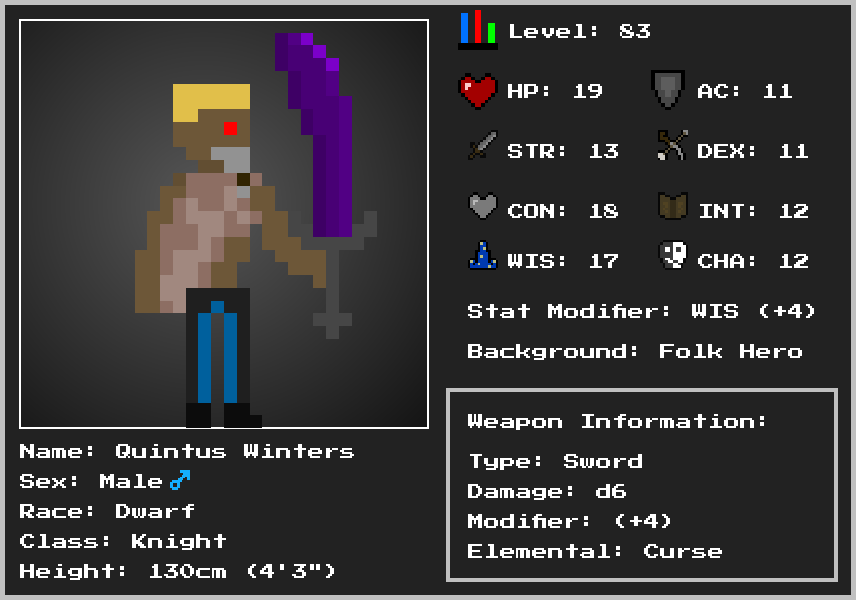 Level: 83
HP: 19
AC: 11
STR: 13
DEX: 11
CON: 18
INT: 12
WIS: 17
CHA: 12
Stat Modifier: WIS (+4)
Background: Folk Hero
Weapon Information:
Type: Sword
Damage: d6
Modifier: (+4)
Elemental: Curse
Name: Quintus Winters
Sex: Male♂
Race: Dwarf
Class: Knight
Height: 130cm (4'3")